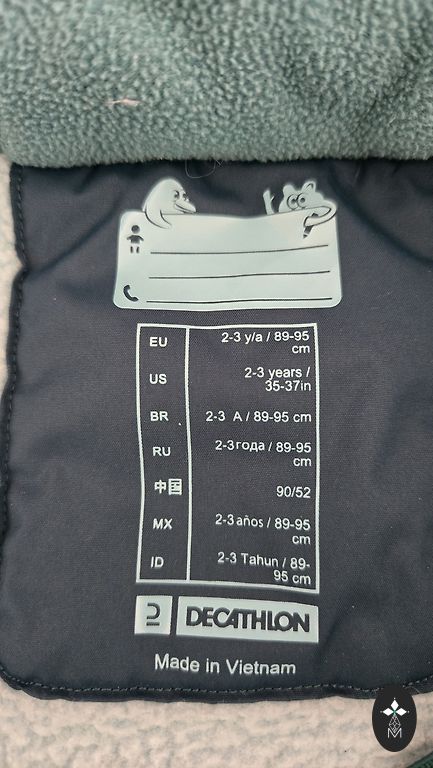 EU 2-3 y/a / 89-95
cm
US 2-3 years /
35-37in
BR 2-3 A / 89-95 cm
RU 2-3 года / 89-95
cm
中国 90/52
MX 2-3 años / 89-95
cm
ID 2-3 Tahun / 89-
95 cm
DECATHLON
Made in Vietnam
M